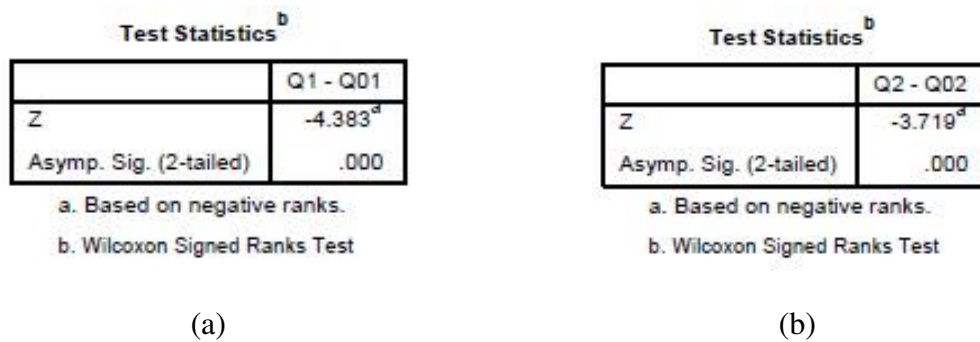 Test Statistics^b
Q1 - Q01
Z -4.383^a
Asymp. Sig. (2-tailed) .000
a. Based on negative ranks.
b. Wilcoxon Signed Ranks Test
(a)
Test Statistics^b
Q2 - Q02
Z -3.719^a
Asymp. Sig. (2-tailed) .000
a. Based on negative ranks.
b. Wilcoxon Signed Ranks Test
(b)